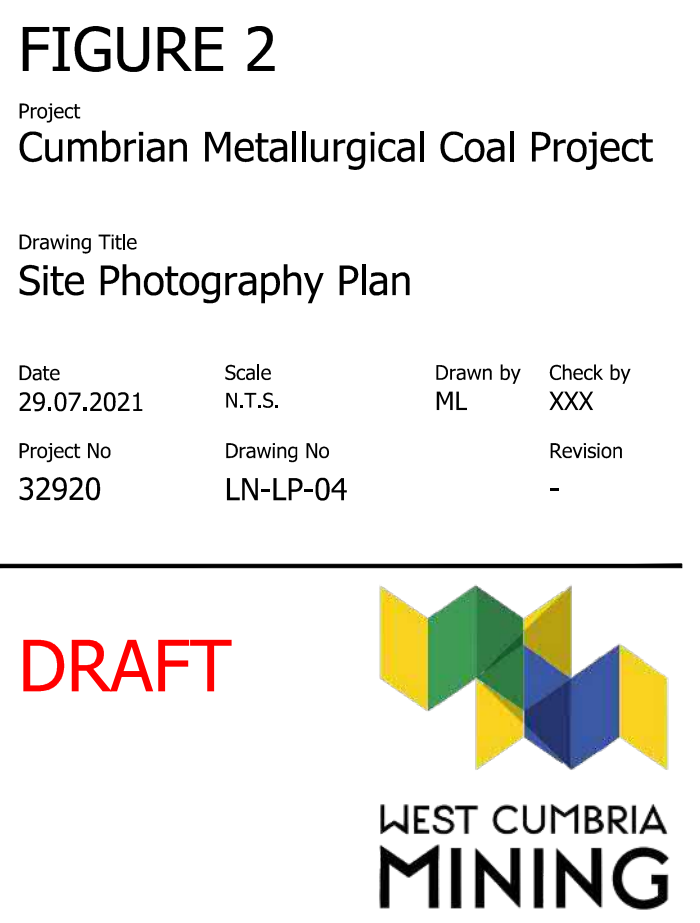 FIGURE 2
Project
Cumbrian Metallurgical Coal Project
Drawing Title
Site Photography Plan
Date Scale Drawn by Check by
29.07.2021 N.T.S. ML XXX
Project No Drawing No Revision
32920 LN-LP-04 -
DRAFT
WEST CUMBRIA
MINING